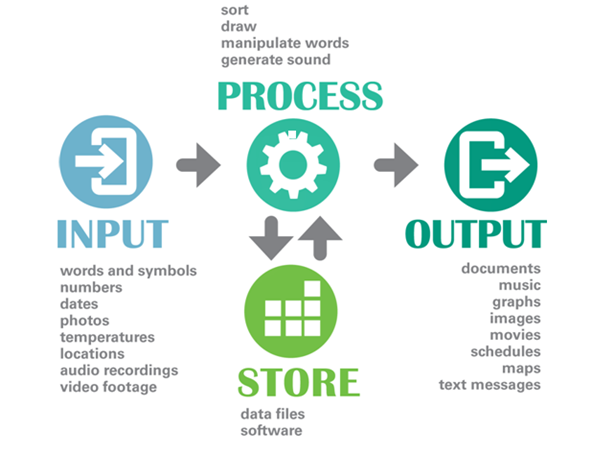 sort
draw
manipulate words
generate sound
PROCESS
INPUT
words and symbols
numbers
dates
photos
temperatures
locations
audio recordings
video footage
STORE
data files
software
OUTPUT
documents
music
graphs
images
movies
schedules
maps
text messages